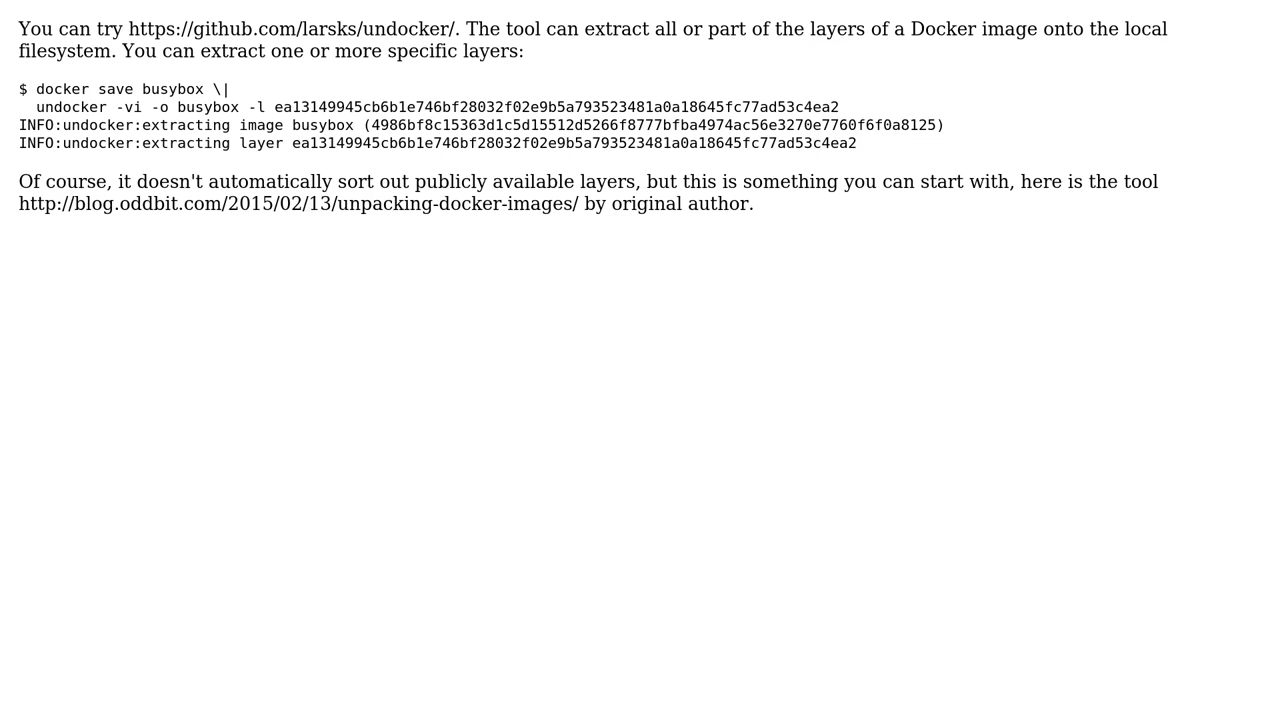 You can try https://github.com/larsks/undocker/. The tool can extract all or part of the layers of a Docker image onto the local
filesystem. You can extract one or more specific layers:
$ docker save busybox \|
  undocker -vi -o busybox -l ea13149945cb6b1e746bf28032f02e9b5a793523481a0a18645fc77ad53c4ea2
INFO:undocker:extracting image busybox (4986bf8c15363d1c5d15512d5266f8777bfba4974ac56e3270e7760f6f0a8125)
INFO:undocker:extracting layer ea13149945cb6b1e746bf28032f02e9b5a793523481a0a18645fc77ad53c4ea2
Of course, it doesn't automatically sort out publicly available layers, but this is something you can start with, here is the tool
http://blog.oddbit.com/2015/02/13/unpacking-docker-images/ by original author.